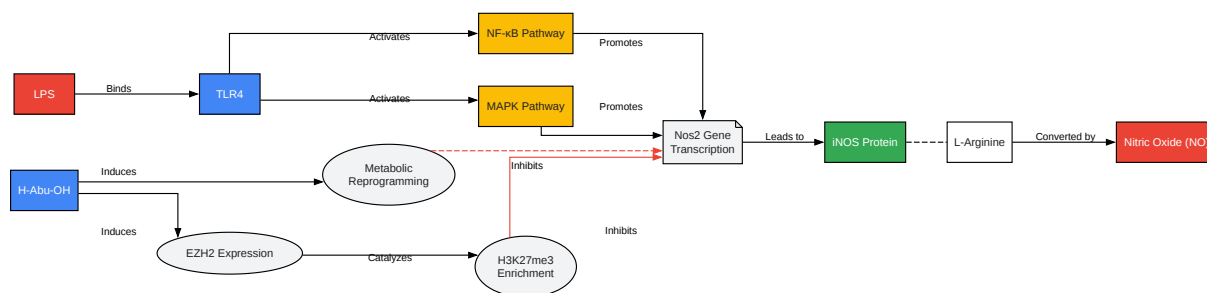 NF-κB Pathway
Activates
Promotes
LPS
Binds
TLR4
Activates
MAPK Pathway
Promotes
Nos2 Gene
Transcription
Leads to
iNOS Protein
L-Arginine
Converted by
Nitric Oxide (NO)
Metabolic
Reprogramming
Inhibits
Induces
H-Abu-OH
Induces
EZH2 Expression
Catalyzes
H3K27me3
Enrichment
Inhibits